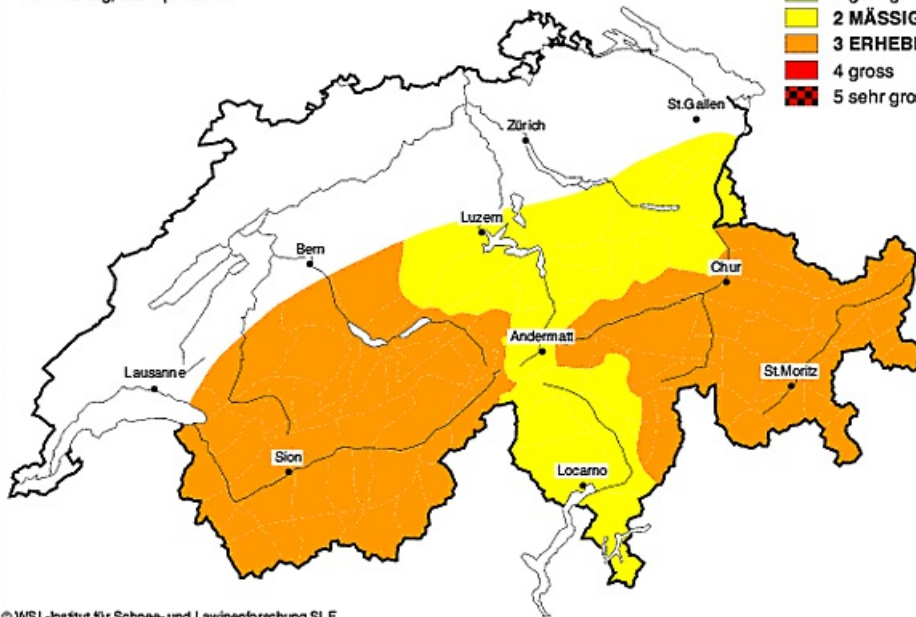 2 MÄSSIG
3 ERHEBL
4 gross
5 sehr gro
St.Gallen
Zürich
Luzern
Bern
Chur
Andermatt
Lausanne
St.Moritz
Sion
Locarno
© WSL-Institut für Schnee- und Lawinenforschung SLF